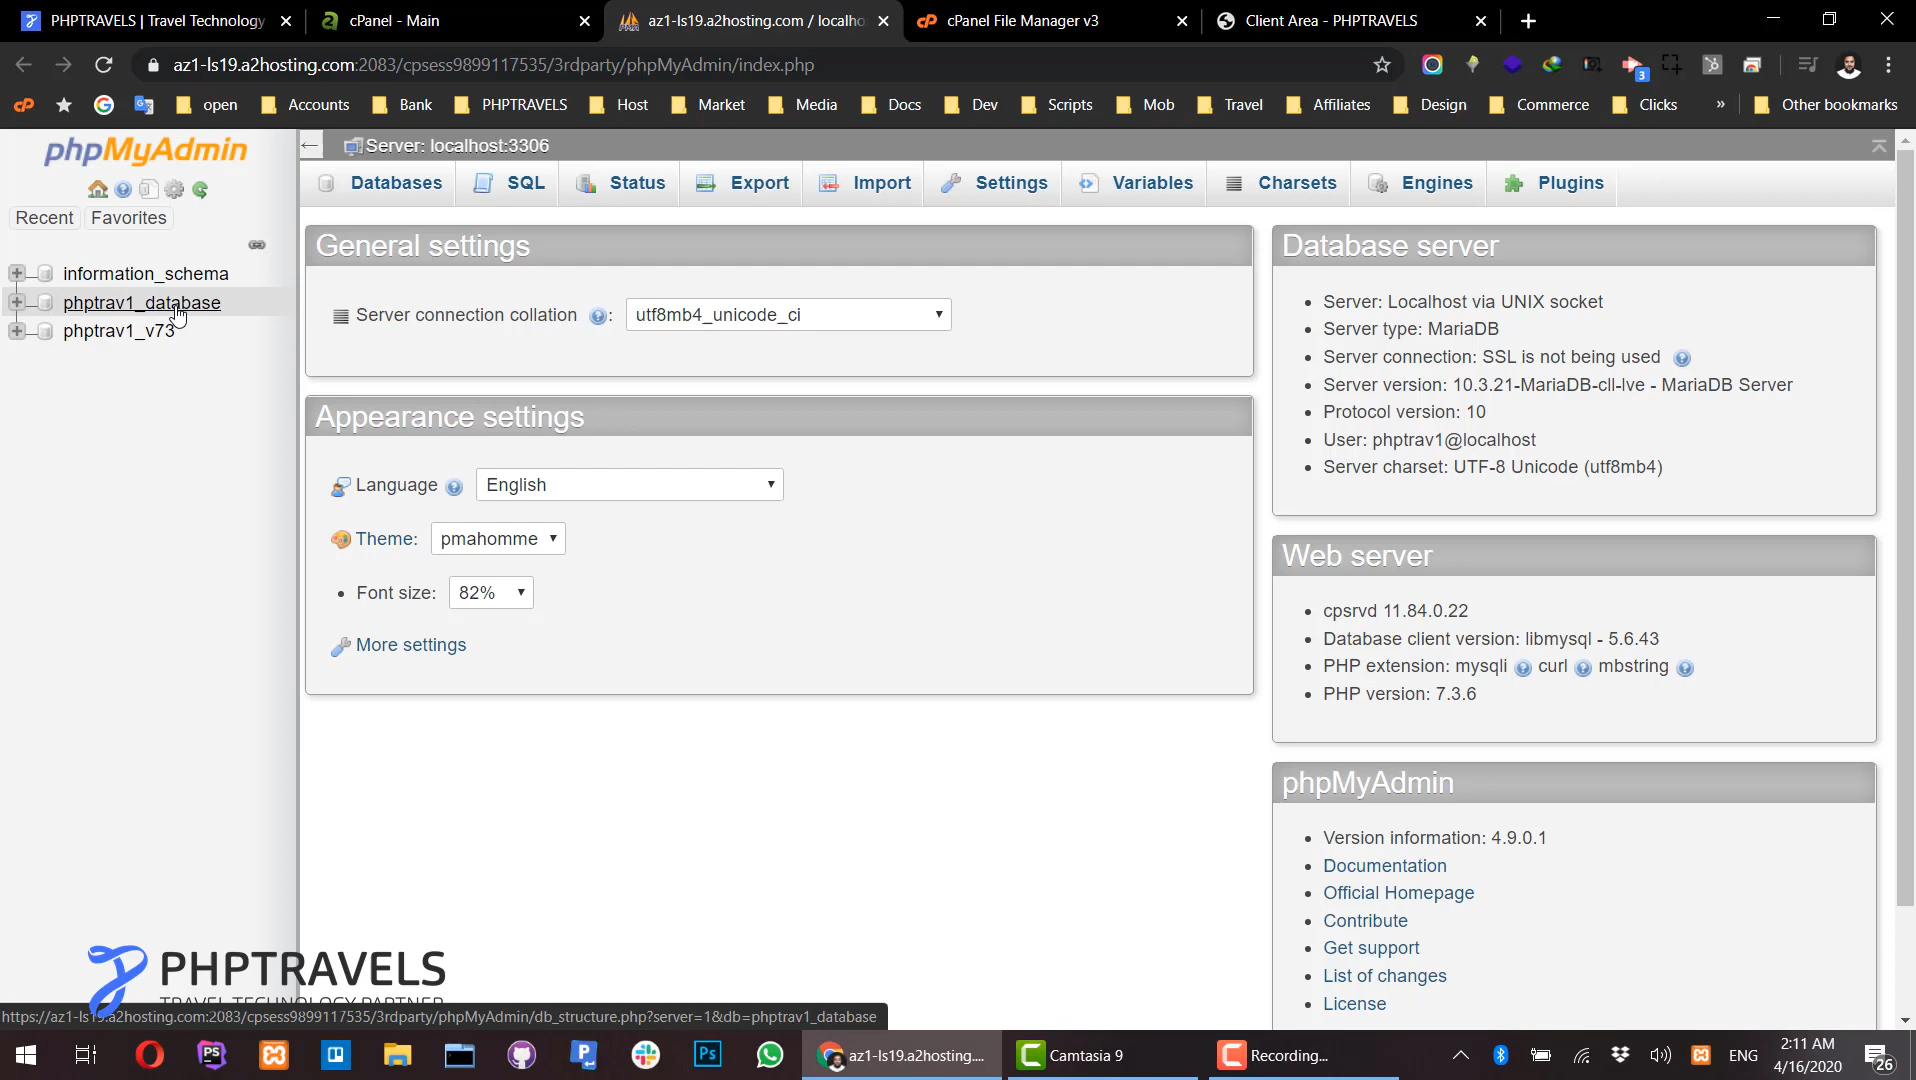 PHPTRAVELS | Travel Technology
cPanel - Main
az1-ls19.a2hosting.com / localho
cPanel File Manager v3
Client Area - PHPTRAVELS
az1-ls19.a2hosting.com:2083/cpsess9899117535/3rdparty/phpMyAdmin/index.php
3
open
Accounts
Bank
PHPTRAVELS
Host
Market
Media
Docs
Dev
Scripts
Mob
Travel
Affiliates
Design
Commerce
Clicks
»
Other bookmarks
phpMyAdmin
Recent
Favorites
information_schema
phptrav1_database
phptrav1_v73
Server: localhost:3306
Databases
SQL
Status
Export
Import
Settings
Variables
Charsets
Engines
Plugins
General settings
Server connection collation :
utf8mb4_unicode_ci
Appearance settings
Language
English
Theme:
pmahomme
Font size:
82%
More settings
Database server
Server: Localhost via UNIX socket
Server type: MariaDB
Server connection: SSL is not being used
Server version: 10.3.21-MariaDB-cll-lve - MariaDB Server
Protocol version: 10
User: phptrav1@localhost
Server charset: UTF-8 Unicode (utf8mb4)
Web server
cpsrvd 11.84.0.22
Database client version: libmysql - 5.6.43
PHP extension: mysqli curl mbstring
PHP version: 7.3.6
phpMyAdmin
Version information: 4.9.0.1
Documentation
Official Homepage
Contribute
Get support
List of changes
License
PHPTRAVELS
TRAVEL TECHNOLOGY PARTNER
https://az1-ls19.a2hosting.com:2083/cpsess9899117535/3rdparty/phpMyAdmin/db_structure.php?server=1&db=phptrav1_database
PS
Ps
az1-ls19.a2hosting....
Camtasia 9
Recording...
ENG
2:11 AM
4/16/2020
26